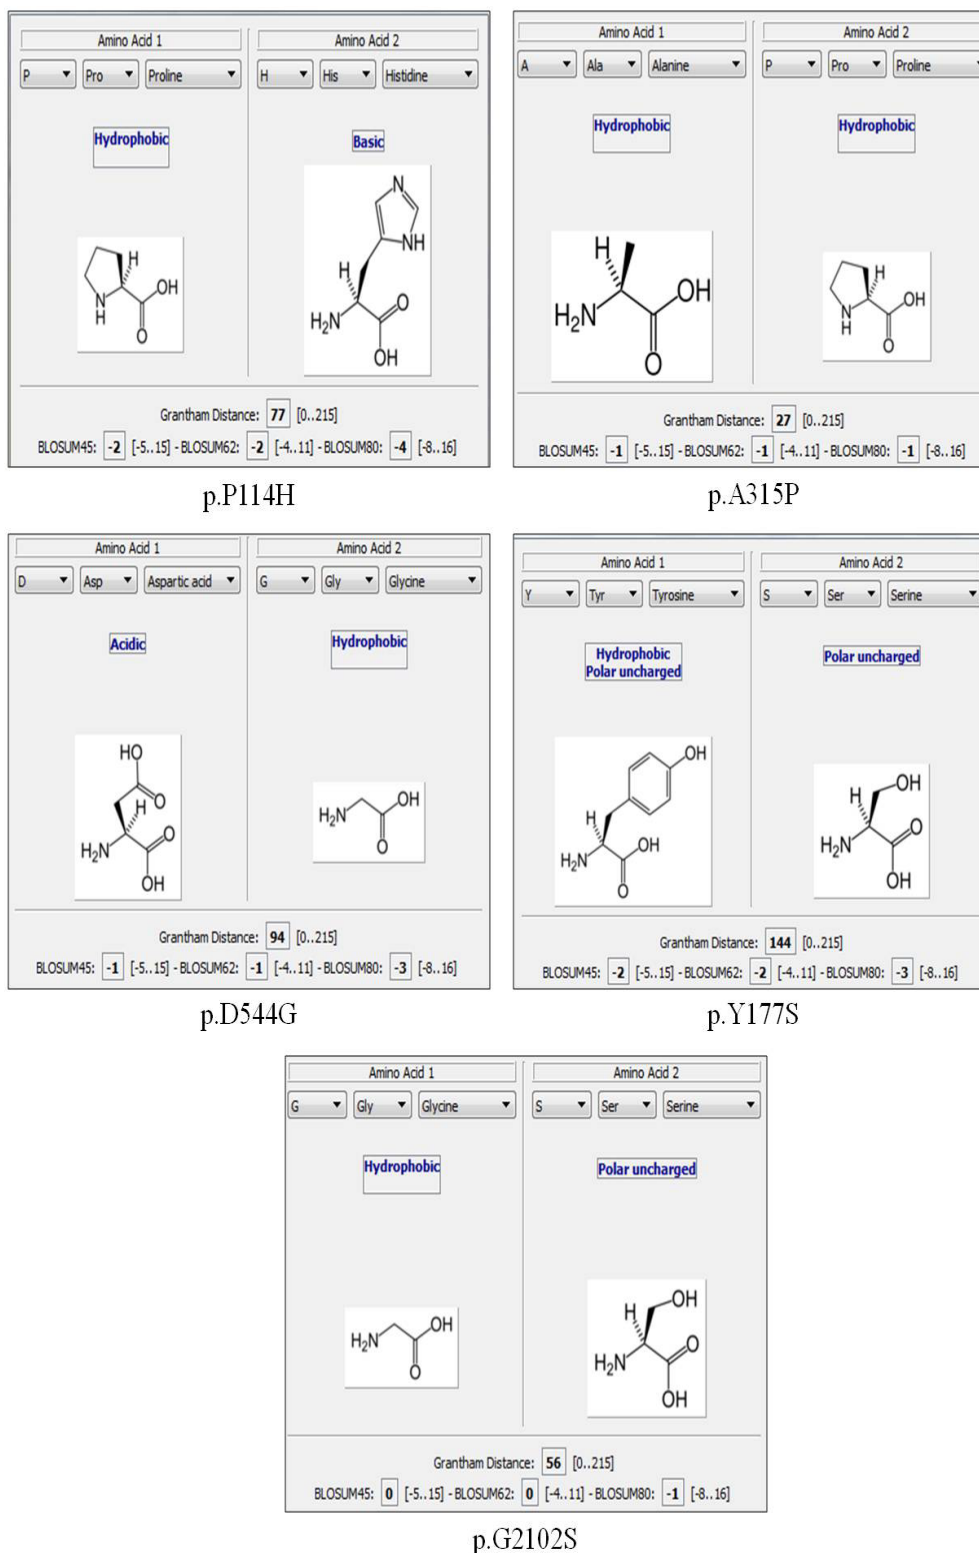 Amino Acid 1
Amino Acid 2
P Pro Proline
H His Histidine
Hydrophobic
Basic
H
N
H
OH
O
N
NH
H
H₂N
O
OH
Grantham Distance: 77 [0..215]
BLOSUM45: -2 [-5..15] - BLOSUM62: -2 [-4..11] - BLOSUM80: -4 [-8..16]
p.P114H
Amino Acid 1
Amino Acid 2
A Ala Alanine
P Pro Proline
Hydrophobic
Hydrophobic
H
H₂N
OH
O
H
N
H
OH
O
Grantham Distance: 27 [0..215]
BLOSUM45: -1 [-5..15] - BLOSUM62: -1 [-4..11] - BLOSUM80: -1 [-8..16]
p.A315P
Amino Acid 1
Amino Acid 2
D Asp Aspartic acid
G Gly Glycine
Acidic
Hydrophobic
HO
O
H
O
H₂N
OH
H₂N
OH
O
Grantham Distance: 94 [0..215]
BLOSUM45: -1 [-5..15] - BLOSUM62: -1 [-4..11] - BLOSUM80: -3 [-8..16]
p.D544G
Amino Acid 1
Amino Acid 2
Y Tyr Tyrosine
S Ser Serine
Hydrophobic
Polar uncharged
Polar uncharged
OH
H
OH
H₂N
O
H
OH
O
H₂N
OH
Grantham Distance: 144 [0..215]
BLOSUM45: -2 [-5..15] - BLOSUM62: -2 [-4..11] - BLOSUM80: -3 [-8..16]
p.Y177S
Amino Acid 1
Amino Acid 2
G Gly Glycine
S Ser Serine
Hydrophobic
Polar uncharged
H₂N
OH
O
H
OH
O
H₂N
OH
Grantham Distance: 56 [0..215]
BLOSUM45: 0 [-5..15] - BLOSUM62: 0 [-4..11] - BLOSUM80: -1 [-8..16]
p.G2102S